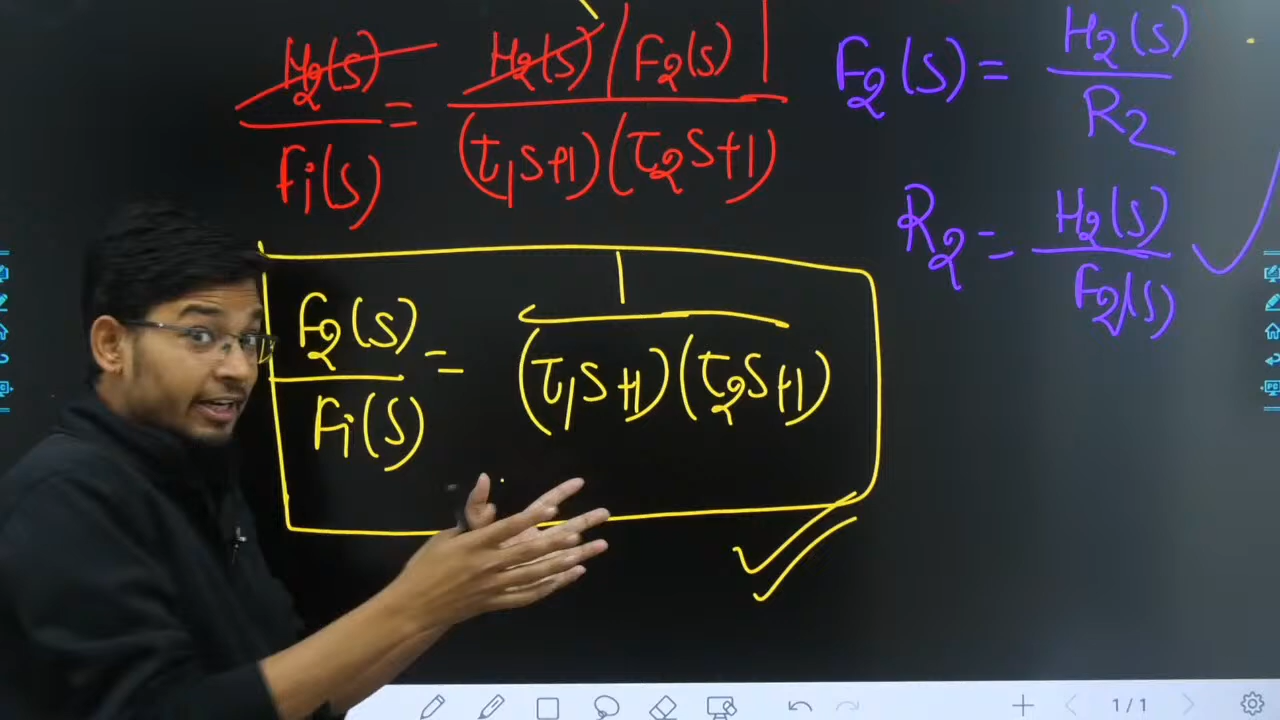 H₂(s)/Fi(s) = H₂(s)/F₂(s) / (τ₁s+1)(τ₂s+1)
F₂(s)/Fi(s) = 1/(τ₁s+1)(τ₂s+1)
F₂(s) = H₂(s)/R₂
R₂ = H₂(s)/F₂(s)
1/1